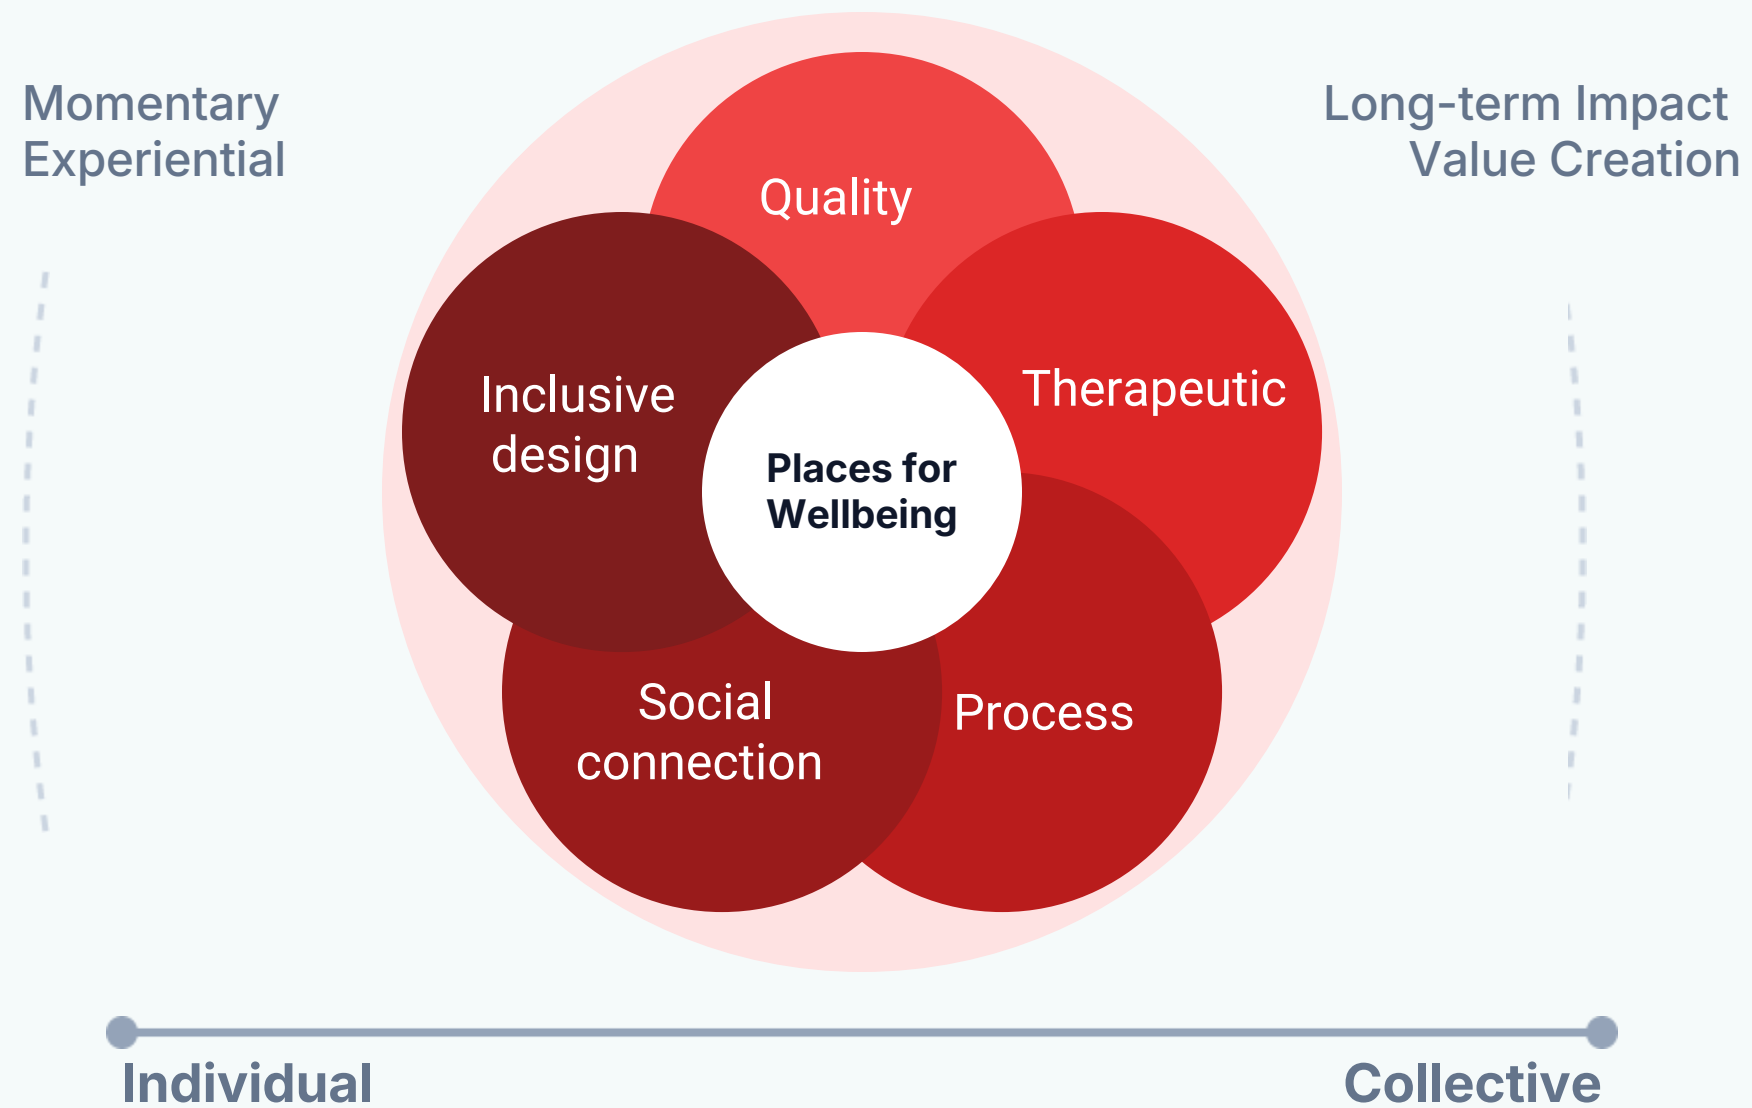 Momentary
Experiential
Long-term Impact
Value Creation
Quality
Therapeutic
Inclusive
design
Places for
Wellbeing
Social
connection
Process
Individual
Collective